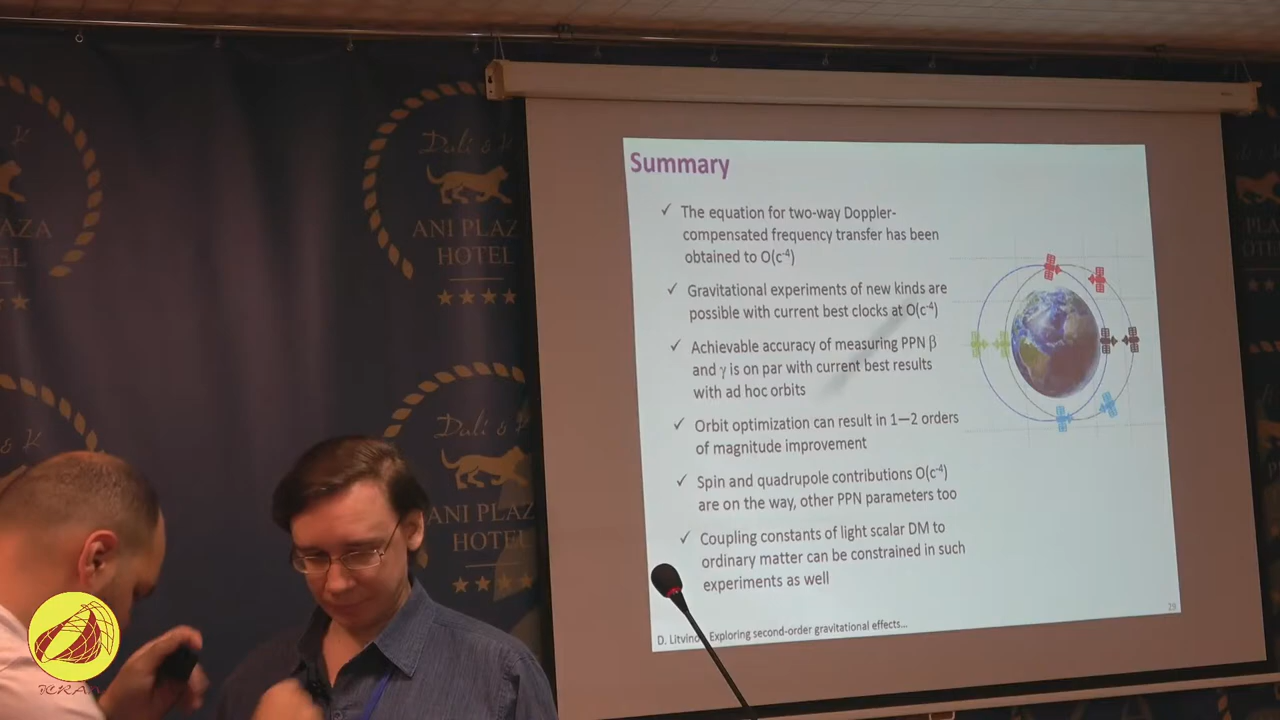 Summary
✓ The equation for two-way Doppler-
compensated frequency transfer has been
obtained to O(c⁻⁴)
✓ Gravitational experiments of new kinds are
possible with current best clocks at O(c⁻⁴)
✓ Achievable accuracy of measuring PPN β
and γ is on par with current best results
with ad hoc orbits
✓ Orbit optimization can result in 1—2 orders
of magnitude improvement
✓ Spin and quadrupole contributions O(c⁻⁴)
are on the way, other PPN parameters too
✓ Coupling constants of light scalar DM to
ordinary matter can be constrained in such
experiments as well
29
D. Exploring second-order gravitational effects...
Dali &
ANI PLAZ
HOTEL
Dali & K
ANI PLAZ
HOTEL
AZA
EL
& K